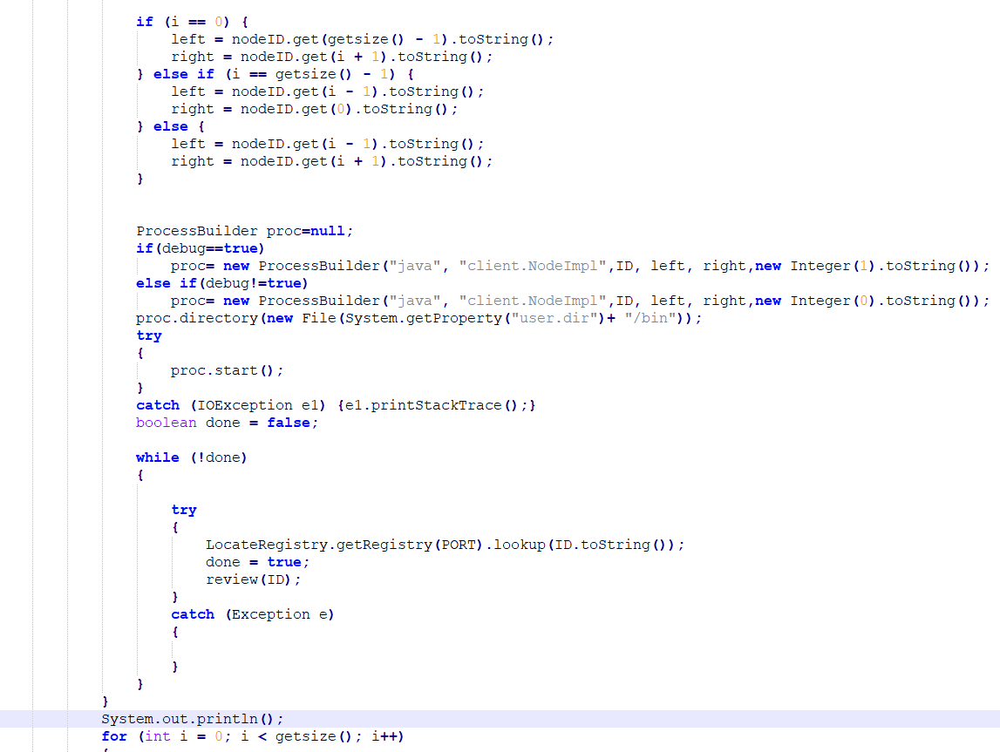 if (i == 0) {
left = nodeID.get(getsize() - 1).toString();
right = nodeID.get(i + 1).toString();
} else if (i == getsize() - 1) {
left = nodeID.get(i - 1).toString();
right = nodeID.get(0).toString();
} else {
left = nodeID.get(i - 1).toString();
right = nodeID.get(i + 1).toString();
}
ProcessBuilder proc=null;
if(debug==true)
proc= new ProcessBuilder("java", "client.NodeImpl",ID, left, right,new Integer(1).toString());
else if(debug!=true)
proc= new ProcessBuilder("java", "client.NodeImpl",ID, left, right,new Integer(0).toString());
proc.directory(new File(System.getProperty("user.dir")+ "/bin"));
try
{
proc.start();
}
catch (IOException e1) {e1.printStackTrace();}
boolean done = false;
while (!done)
{
try
{
LocateRegistry.getRegistry(PORT).lookup(ID.toString());
done = true;
review(ID);
}
catch (Exception e)
{
}
}
}
System.out.println();
for (int i = 0; i < getsize(); i++)
{